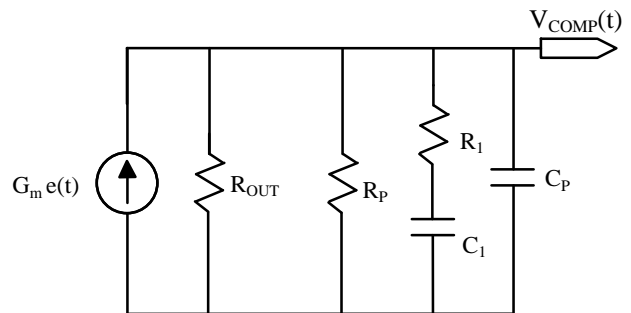 V_COMP(t)
G_m e(t)
R_OUT
R_P
R_1
C_1
C_P